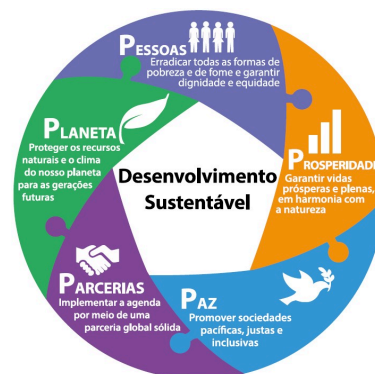 PESSOAS
Erradicar todas as formas de
pobreza e de fome e garantir
dignidade e equidade
PROSPERIDADE
Garantir vidas
prósperas e plenas,
em harmonia com
a natureza
PAZ
Promover sociedades
pacíficas, justas e
inclusivas
PARCERIAS
Implementar a agenda
por meio de uma
parceria global sólida
PLANETA
Proteger os recursos
naturais e o clima
do nosso planeta
para as gerações
futuras
Desenvolvimento
Sustentável